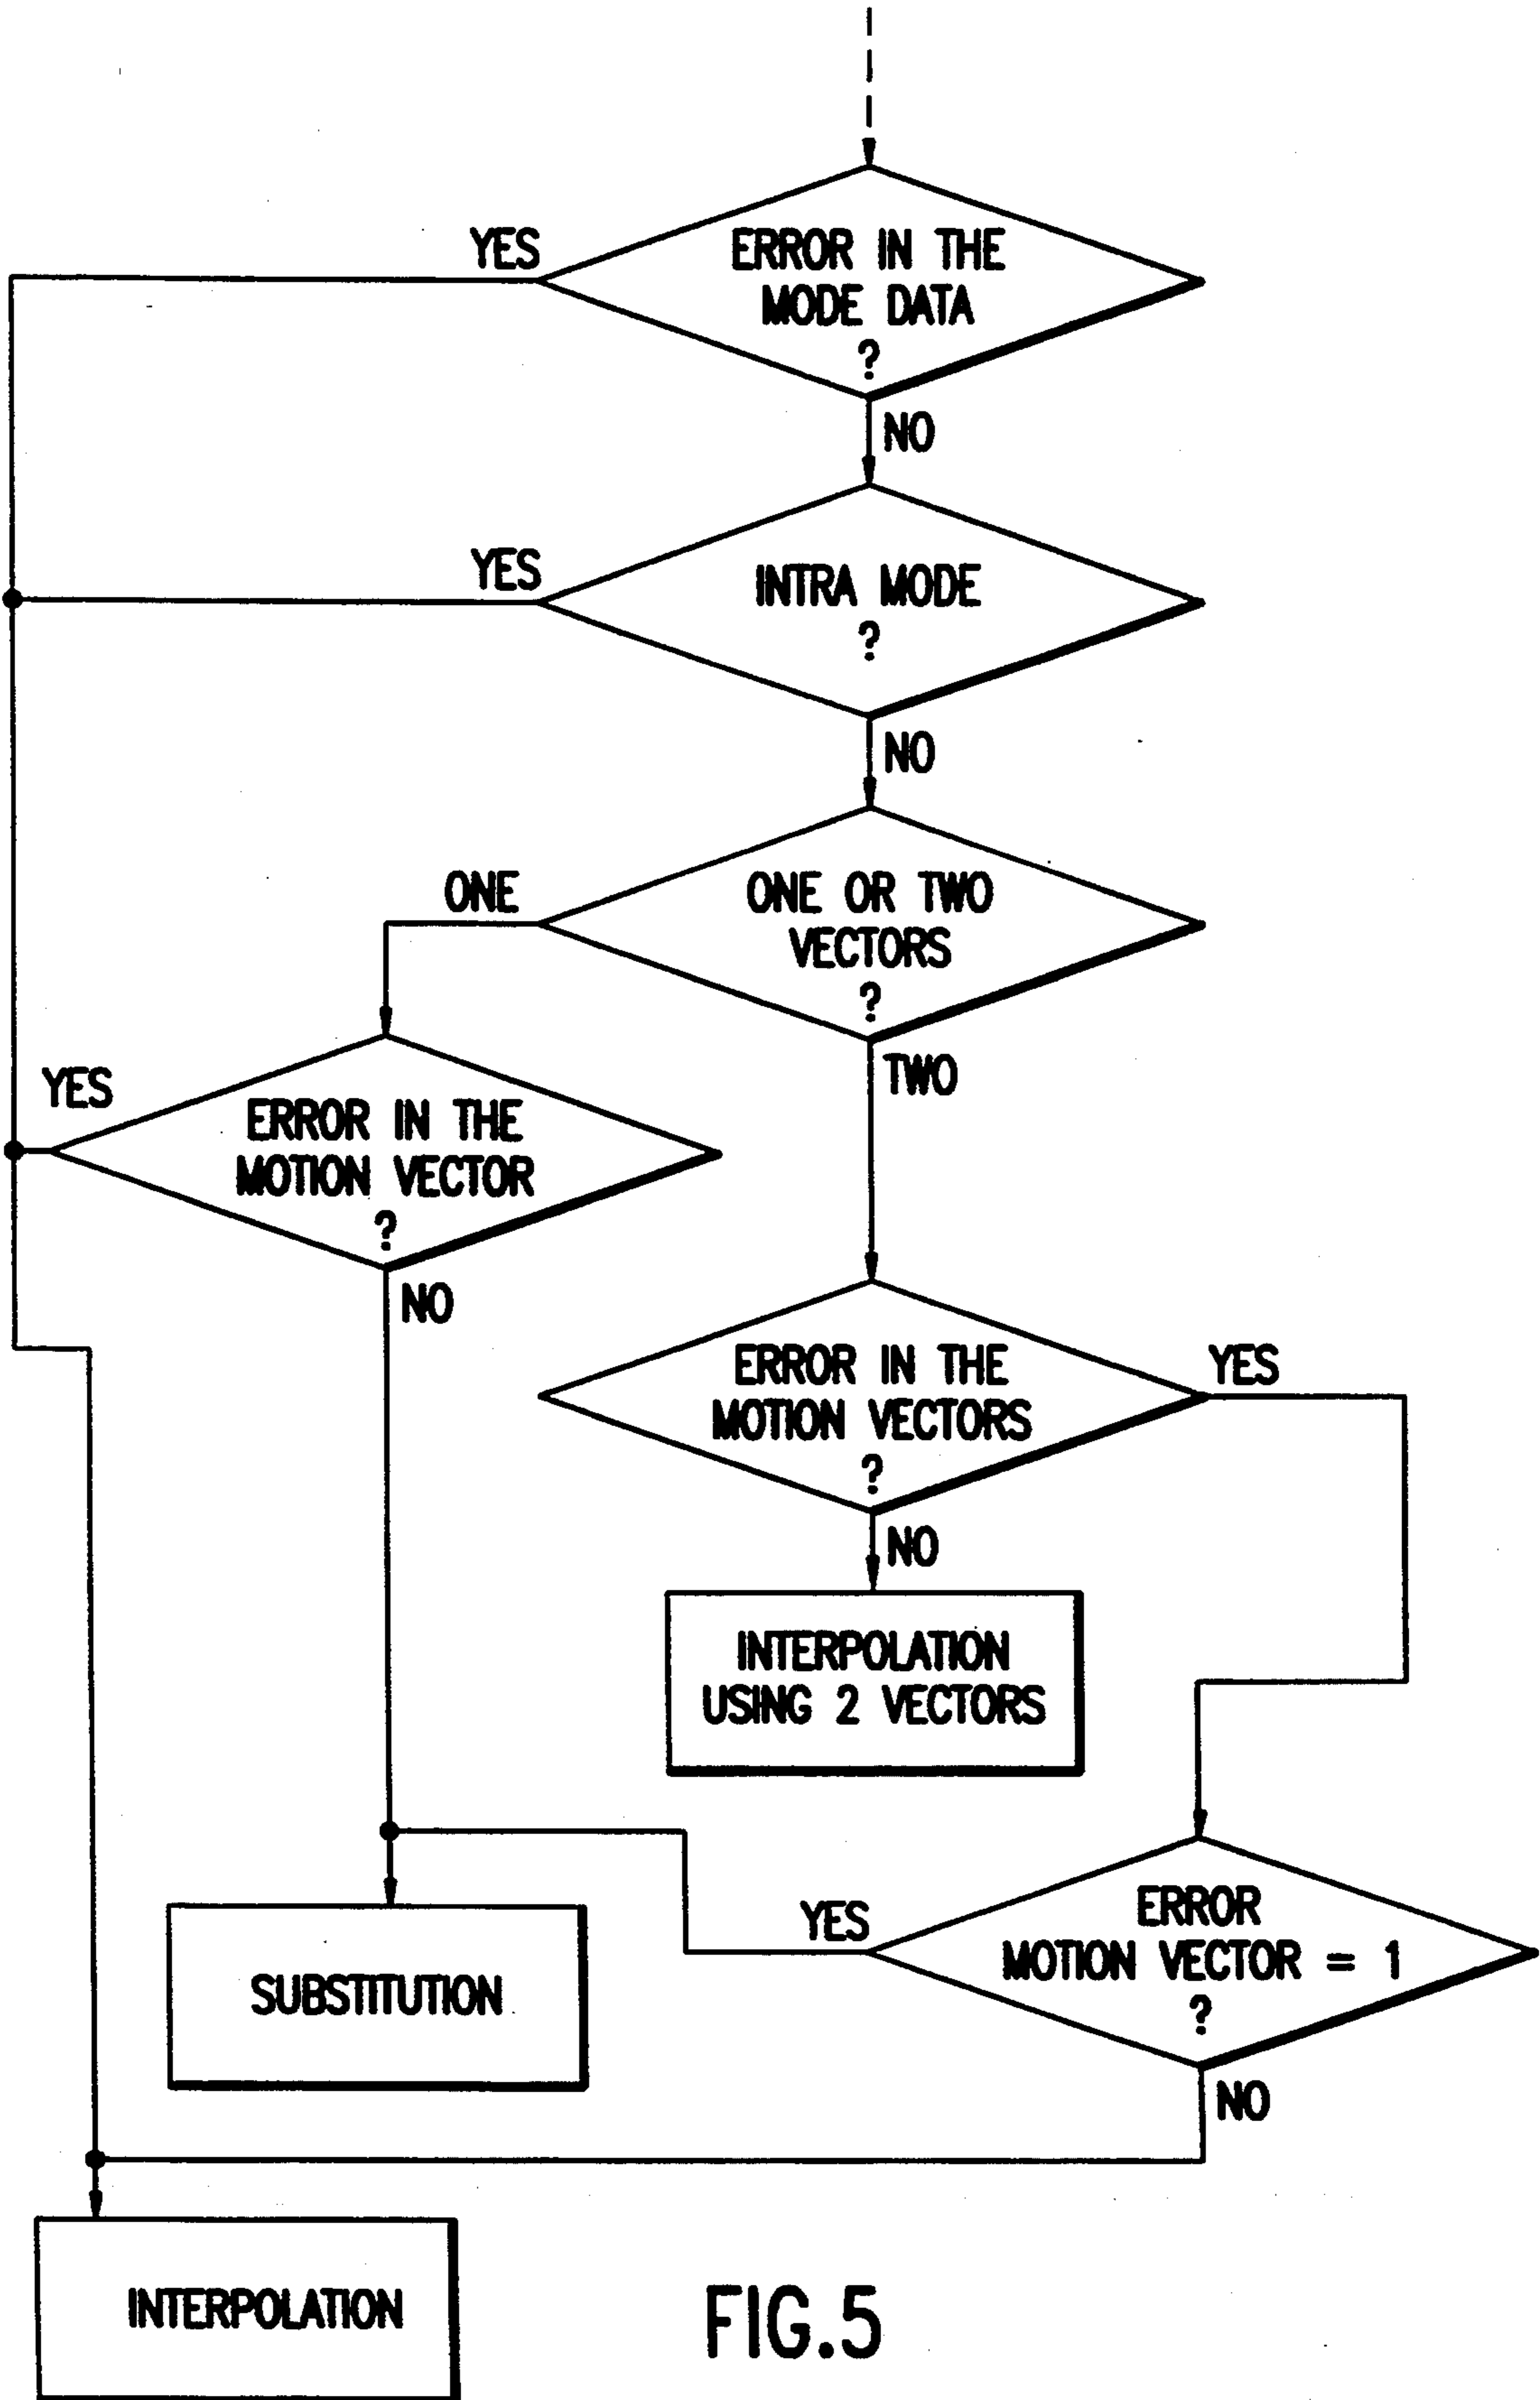 YES
ERROR IN THE
MODE DATA
?
NO
YES
INTRA MODE
?
NO
ONE
ONE OR TWO
VECTORS
?
TWO
YES
ERROR IN THE
MOTION VECTOR
?
NO
ERROR IN THE
MOTION VECTORS
?
YES
NO
INTERPOLATION
USING 2 VECTORS
YES
ERROR
MOTION VECTOR = 1
?
NO
SUBSTITUTION
INTERPOLATION
FIG.5